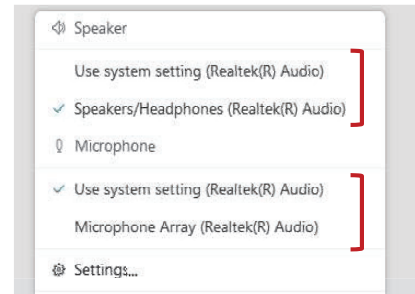 Speaker
Use system setting (Realtek(R) Audio)
Speakers/Headphones (Realtek(R) Audio)
Microphone
Use system setting (Realtek(R) Audio)
Microphone Array (Realtek(R) Audio)
Settings...